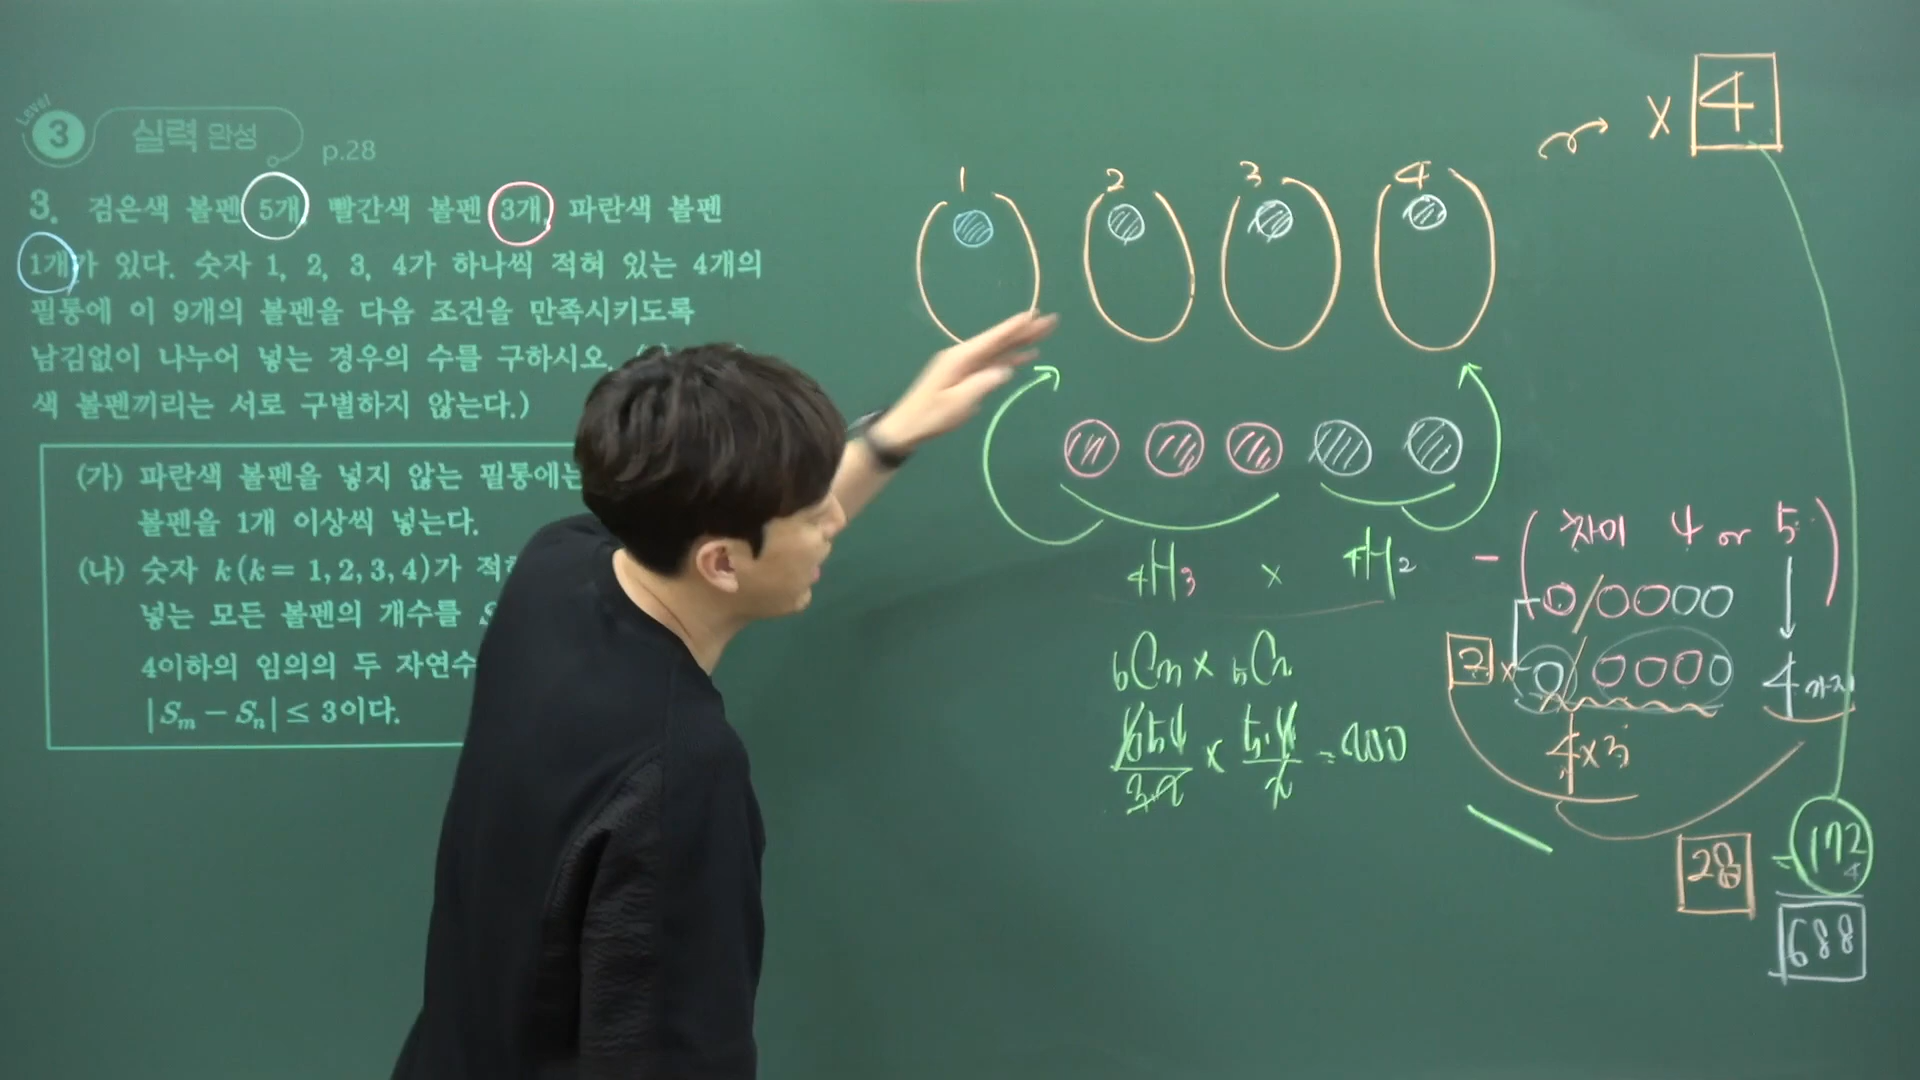 Level 3 실력 완성 p.28
3. 검은색 볼펜 5개, 빨간색 볼펜 3개, 파란색 볼펜
1개가 있다. 숫자 1, 2, 3, 4가 하나씩 적혀 있는 4개의
필통에 이 9개의 볼펜을 다음 조건을 만족시키도록
남김없이 나누어 넣는 경우의 수를 구하시오.
색 볼펜끼리는 서로 구별하지 않는다.)
(가) 파란색 볼펜을 넣지 않는 필통에는
볼펜을 1개 이상씩 넣는다.
(나) 숫자 k(k = 1, 2, 3, 4)가
넣는 모든 볼펜의 개수를
4이하의 임의의 두 자연수
|Sm − Sn| ≤ 3이다.
× 4
1 2 3 4
4H3 × 4H2
− ( 차이 4 or 5 )
4가지
4×3
= 200
28
172
4
688